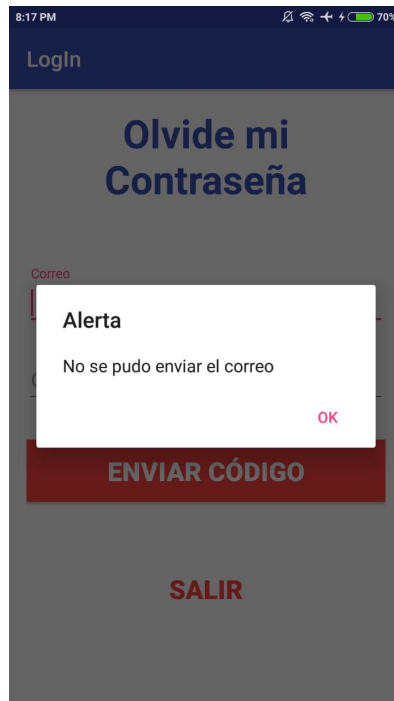 8:17 PM 70%
LogIn
Olvide mi
Contraseña
Correo
Alerta
No se pudo enviar el correo
OK
ENVIAR CÓDIGO
SALIR